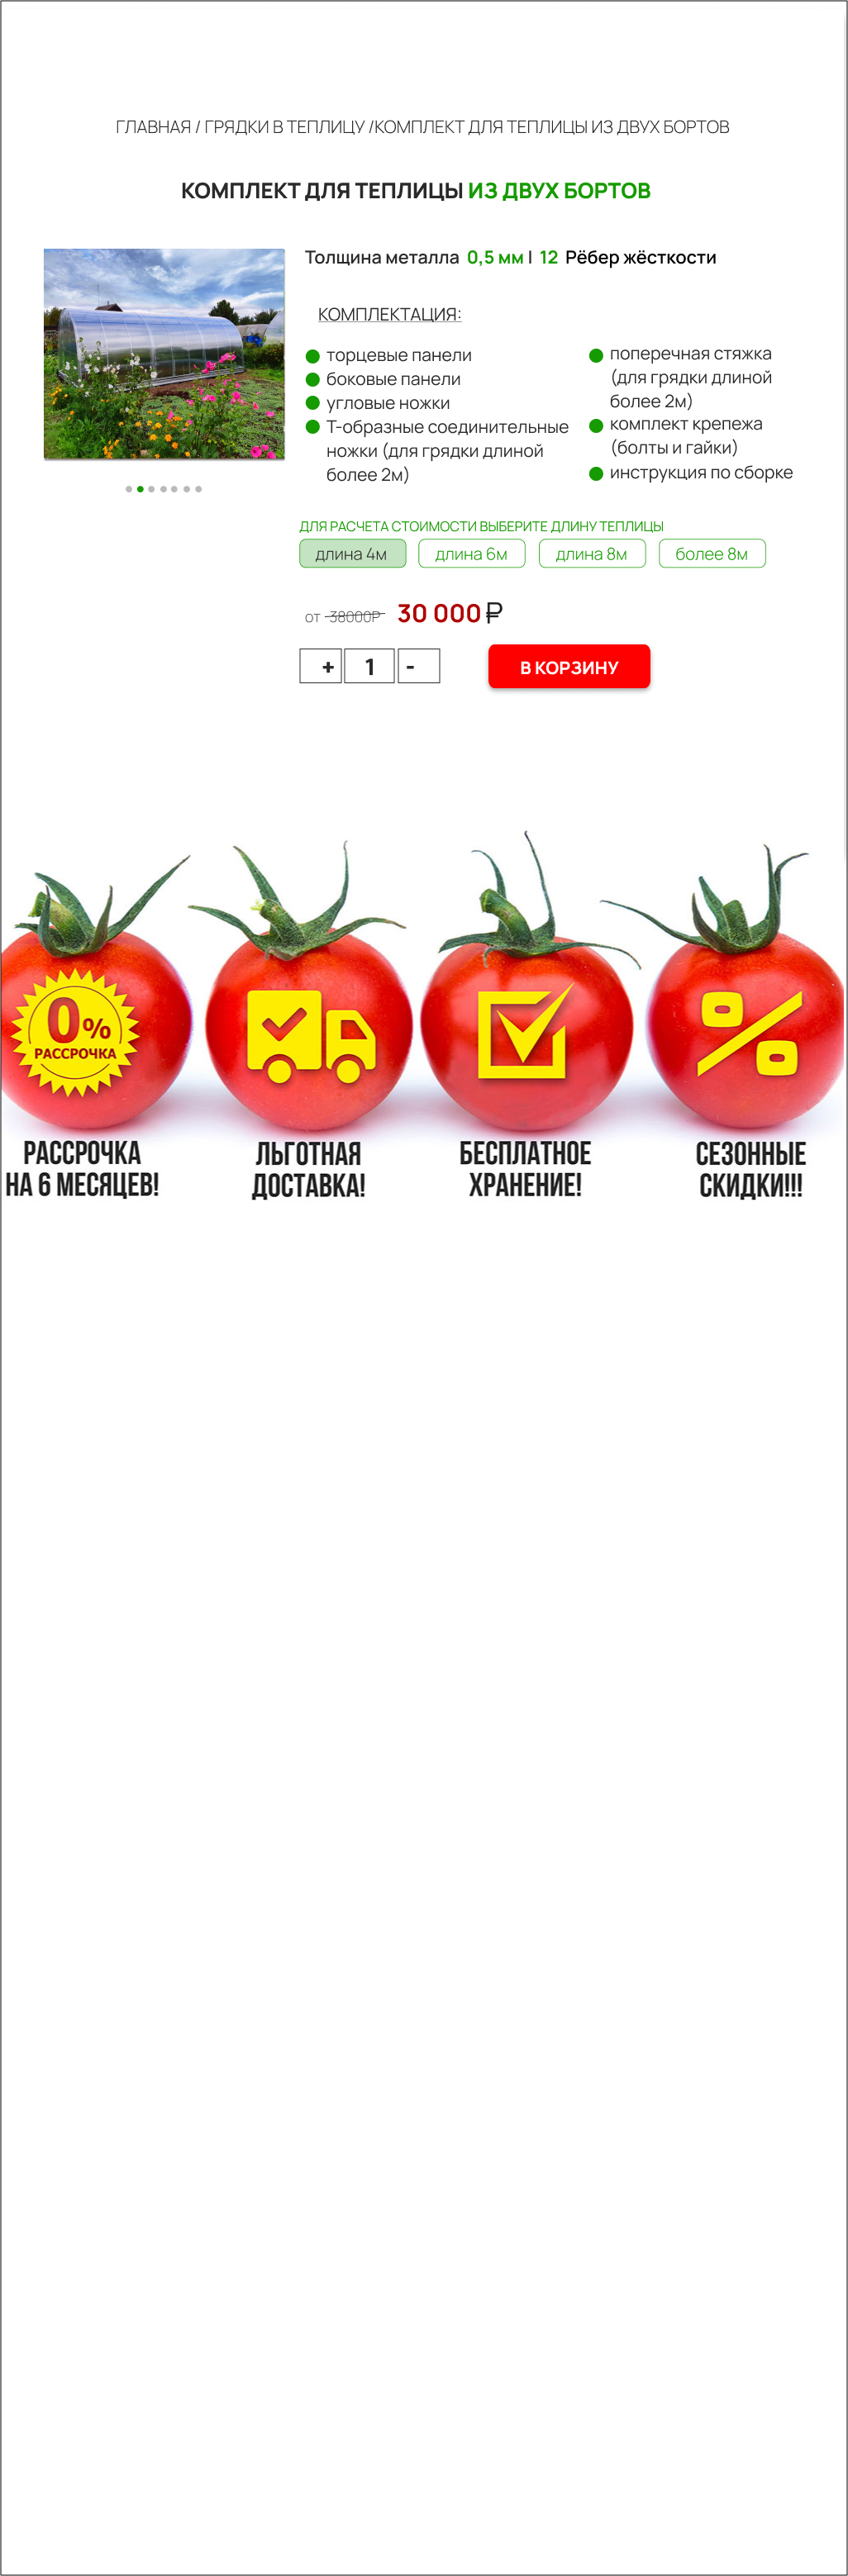 ГЛАВНАЯ / ГРЯДКИ В ТЕПЛИЦУ /КОМПЛЕКТ ДЛЯ ТЕПЛИЦЫ ИЗ ДВУХ БОРТОВ
КОМПЛЕКТ ДЛЯ ТЕПЛИЦЫ ИЗ ДВУХ БОРТОВ
Толщина металла 0,5 мм | 12 Рёбер жёсткости
КОМПЛЕКТАЦИЯ:
торцевые панели
боковые панели
угловые ножки
Т-образные соединительные
ножки (для грядки длиной
более 2м)
поперечная стяжка
(для грядки длиной
более 2м)
комплект крепежа
(болты и гайки)
инструкция по сборке
ДЛЯ РАСЧЕТА СТОИМОСТИ ВЫБЕРИТЕ ДЛИНУ ТЕПЛИЦЫ
длина 4м длина 6м длина 8м более 8м
от 38000Р 30 000 ₽
+ 1 - В КОРЗИНУ
0%
РАССРОЧКА
РАССРОЧКА
НА 6 МЕСЯЦЕВ!
ЛЬГОТНАЯ
ДОСТАВКА!
БЕСПЛАТНОЕ
ХРАНЕНИЕ!
СЕЗОННЫЕ
СКИДКИ!!!